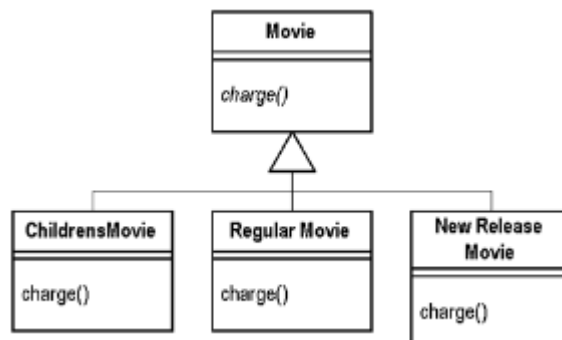 Movie
charge()
ChildrensMovie
charge()
Regular Movie
charge()
New Release
Movie
charge()